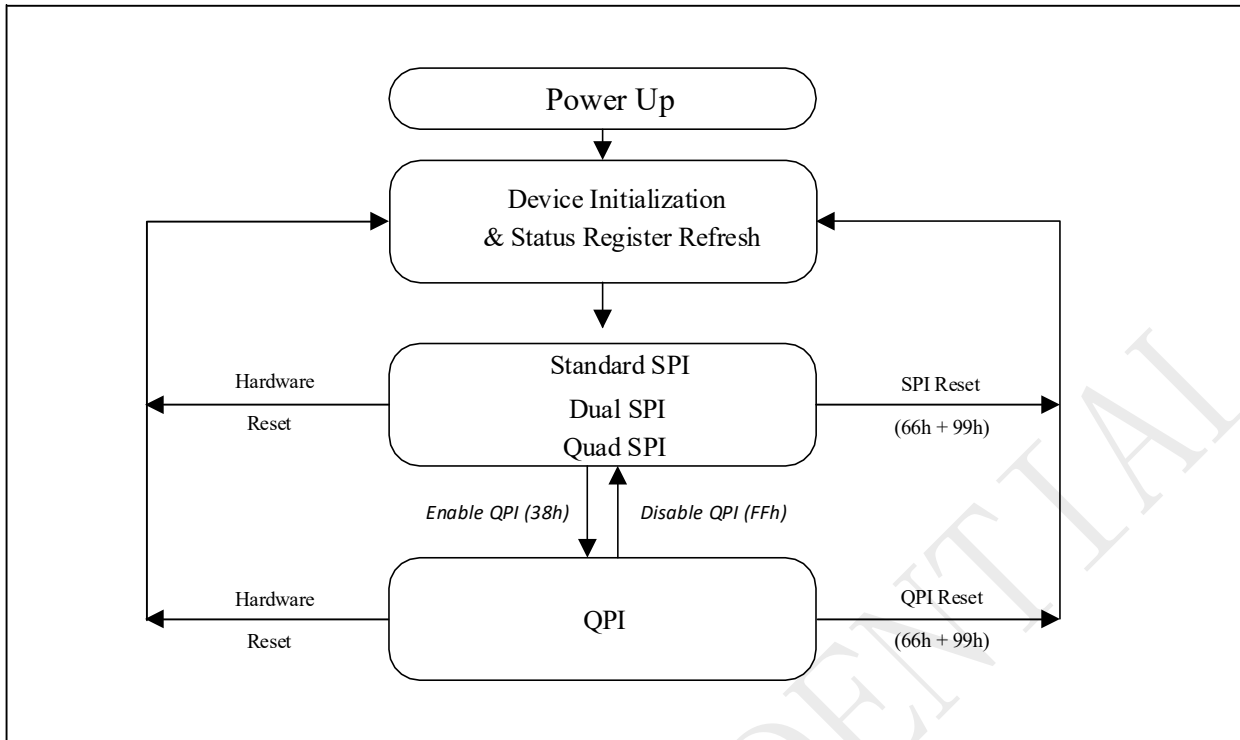 Power Up
Device Initialization
& Status Register Refresh
Standard SPI
Dual SPI
Quad SPI
Hardware
Reset
SPI Reset
(66h + 99h)
Enable QPI (38h)
Disable QPI (FFh)
QPI
Hardware
Reset
QPI Reset
(66h + 99h)
DENTIAL